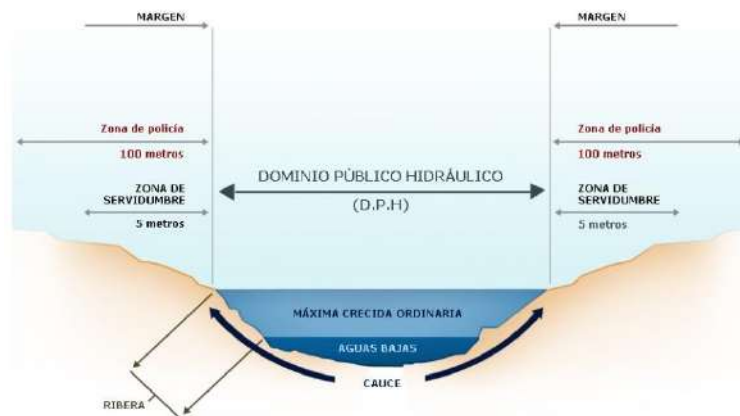 MARGEN
MARGEN
Zona de policía
100 metros
Zona de policía
100 metros
DOMINIO PÚBLICO HIDRÁULICO
(D.P.H)
ZONA DE
SERVIDUMBRE
5 metros
ZONA DE
SERVIDUMBRE
5 metros
MÁXIMA CRECIDA ORDINARIA
AGUAS BAJAS
CAUCE
RIBERA